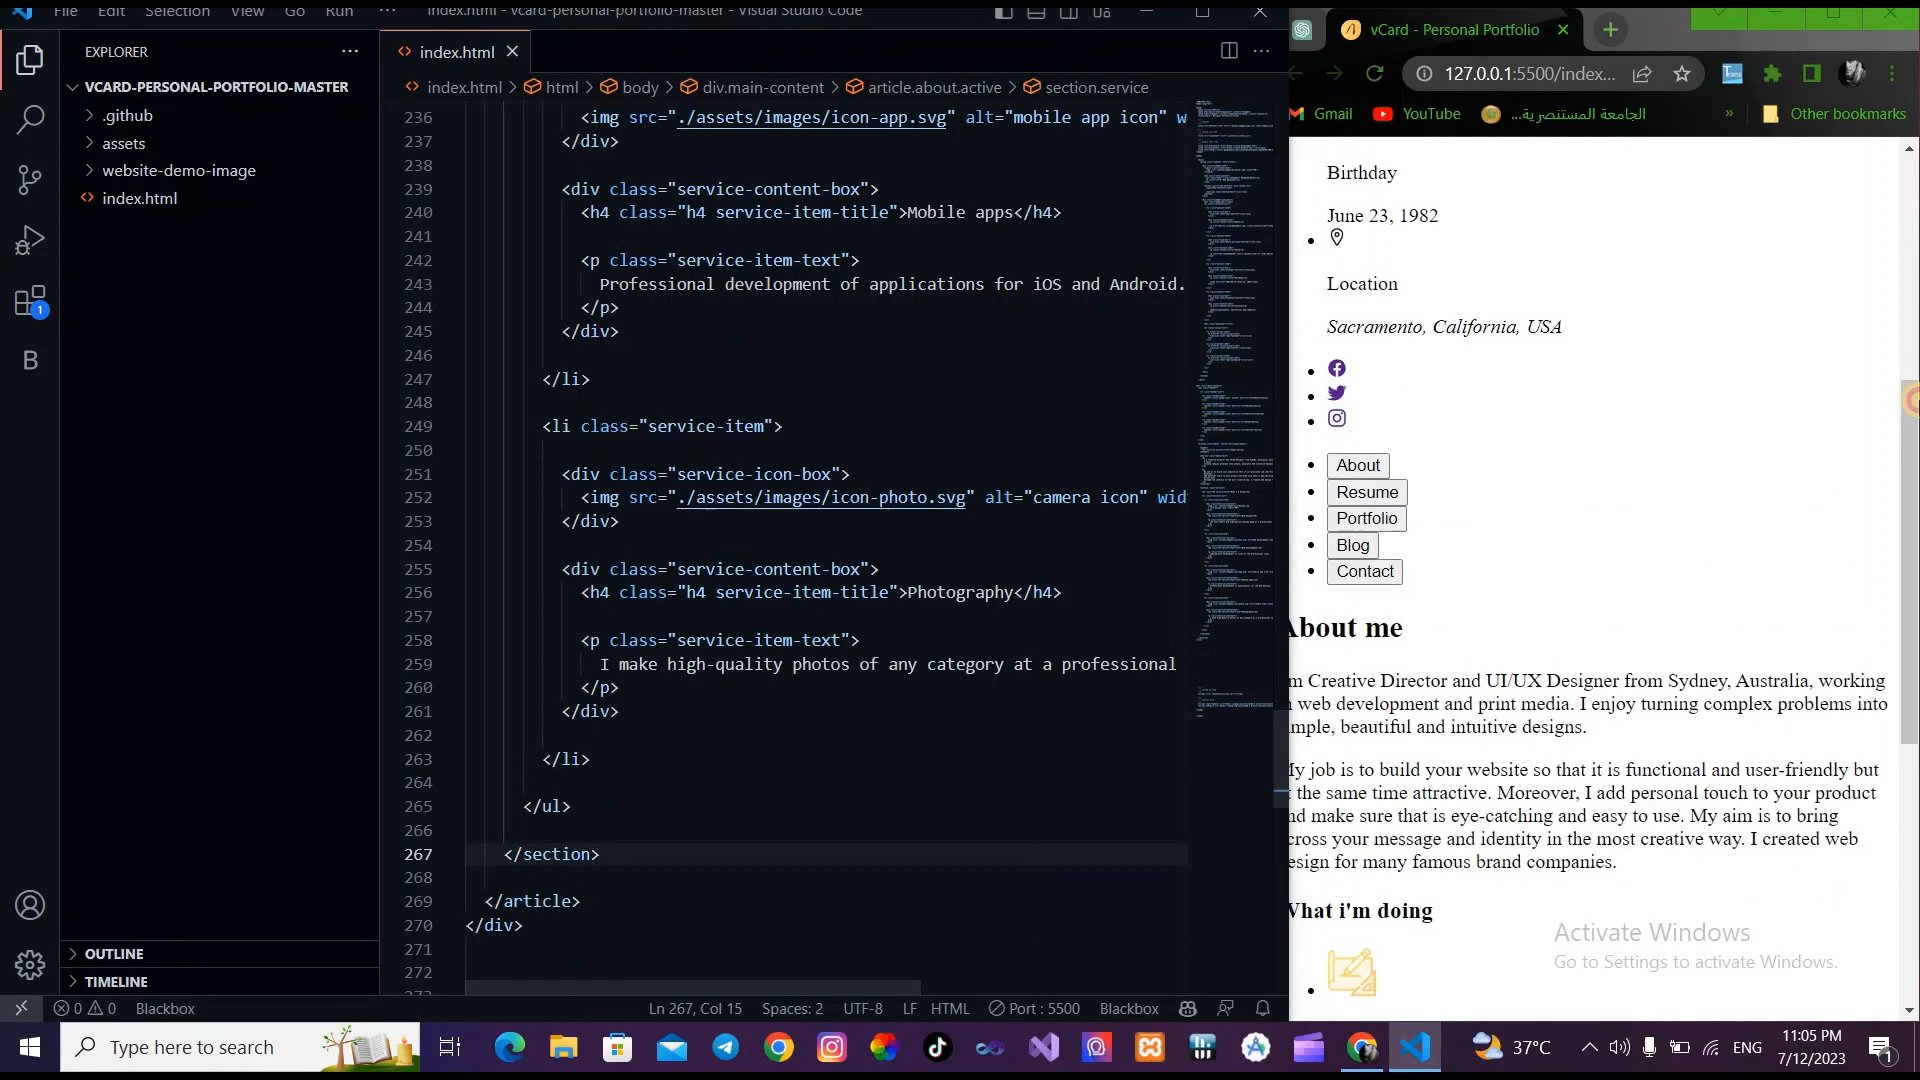 File Edit Selection View Go Run ··· index.html - vcard-personal-portfolio-master - Visual Studio Code
EXPLORER
VCARD-PERSONAL-PORTFOLIO-MASTER
.github
assets
website-demo-image
index.html
OUTLINE
TIMELINE
index.html
index.html > html > body > div.main-content > article.about.active > section.service
236 <img src="./assets/images/icon-app.svg" alt="mobile app icon" w
237 </div>
238
239 <div class="service-content-box">
240 <h4 class="h4 service-item-title">Mobile apps</h4>
241
242 <p class="service-item-text">
243 Professional development of applications for iOS and Android.
244 </p>
245 </div>
246
247 </li>
248
249 <li class="service-item">
250
251 <div class="service-icon-box">
252 <img src="./assets/images/icon-photo.svg" alt="camera icon" wid
253 </div>
254
255 <div class="service-content-box">
256 <h4 class="h4 service-item-title">Photography</h4>
257
258 <p class="service-item-text">
259 I make high-quality photos of any category at a professional
260 </p>
261 </div>
262
263 </li>
264
265 </ul>
266
267 </section>
268
269 </article>
270 </div>
271
272
0 0 Blackbox Ln 267, Col 15 Spaces: 2 UTF-8 LF HTML Port : 5500 Blackbox
vCard - Personal Portfolio
127.0.0.1:5500/index...
Gmail YouTube الجامعة المستنصرية... » Other bookmarks
Birthday
June 23, 1982
Location
Sacramento, California, USA
About
Resume
Portfolio
Blog
Contact
About me
m Creative Director and UI/UX Designer from Sydney, Australia, working
web development and print media. I enjoy turning complex problems into
mple, beautiful and intuitive designs.
My job is to build your website so that it is functional and user-friendly but
t the same time attractive. Moreover, I add personal touch to your product
nd make sure that is eye-catching and easy to use. My aim is to bring
cross your message and identity in the most creative way. I created web
esign for many famous brand companies.
What i'm doing
Activate Windows
Go to Settings to activate Windows.
Type here to search
37°C ENG 11:05 PM
7/12/2023